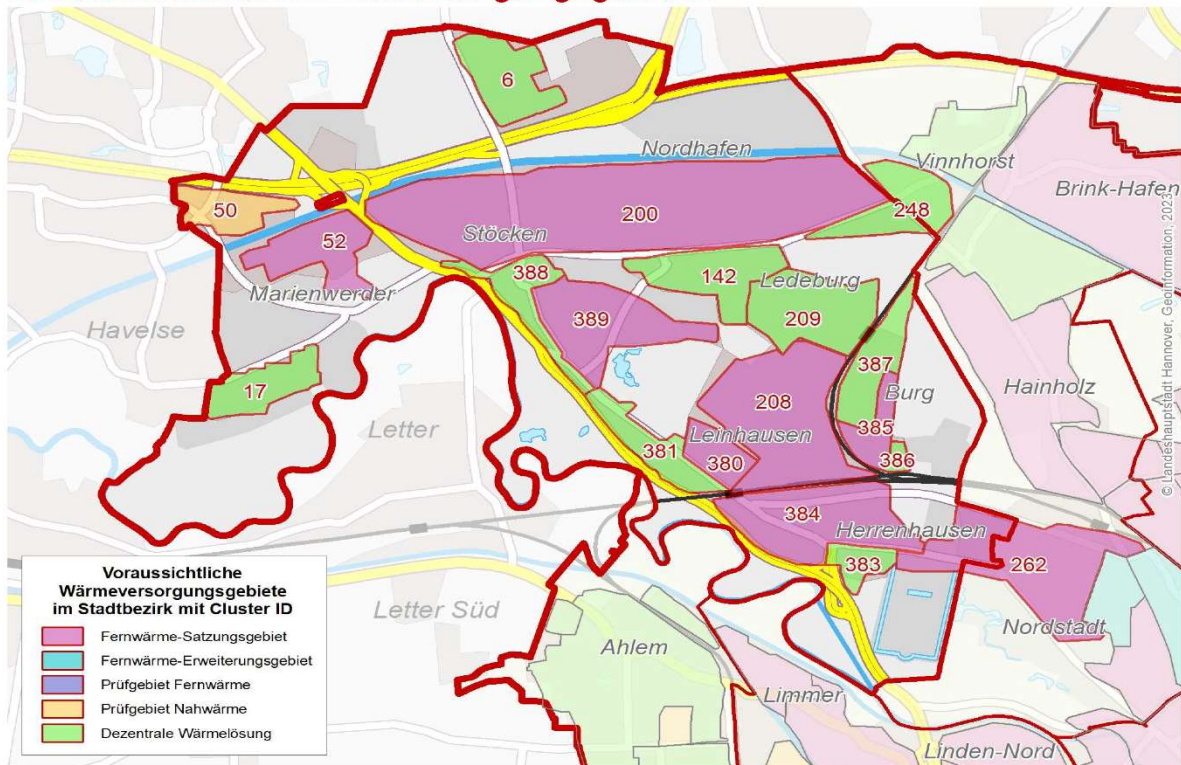 6
Nordhafen
Vinnhorst
Brink-Hafen
50
200
248
52
Stöcken
388
142
Ledeburg
Marienwerder
389
209
Havelse
387
Hainholz
17
208
Burg
385
Letter
381
Leinhausen
380
386
384
Herrenhausen
383
262
Nordstadt
Letter Süd
Ahlem
Limmer
Linden-Nord
Voraussichtliche
Wärmeversorgungsgebiete
im Stadtbezirk mit Cluster ID
Fernwärme-Satzungsgebiet
Fernwärme-Erweiterungsgebiet
Prüfgebiet Fernwärme
Prüfgebiet Nahwärme
Dezentrale Wärmelösung
© Landeshauptstadt Hannover, Geoinformation, 2023